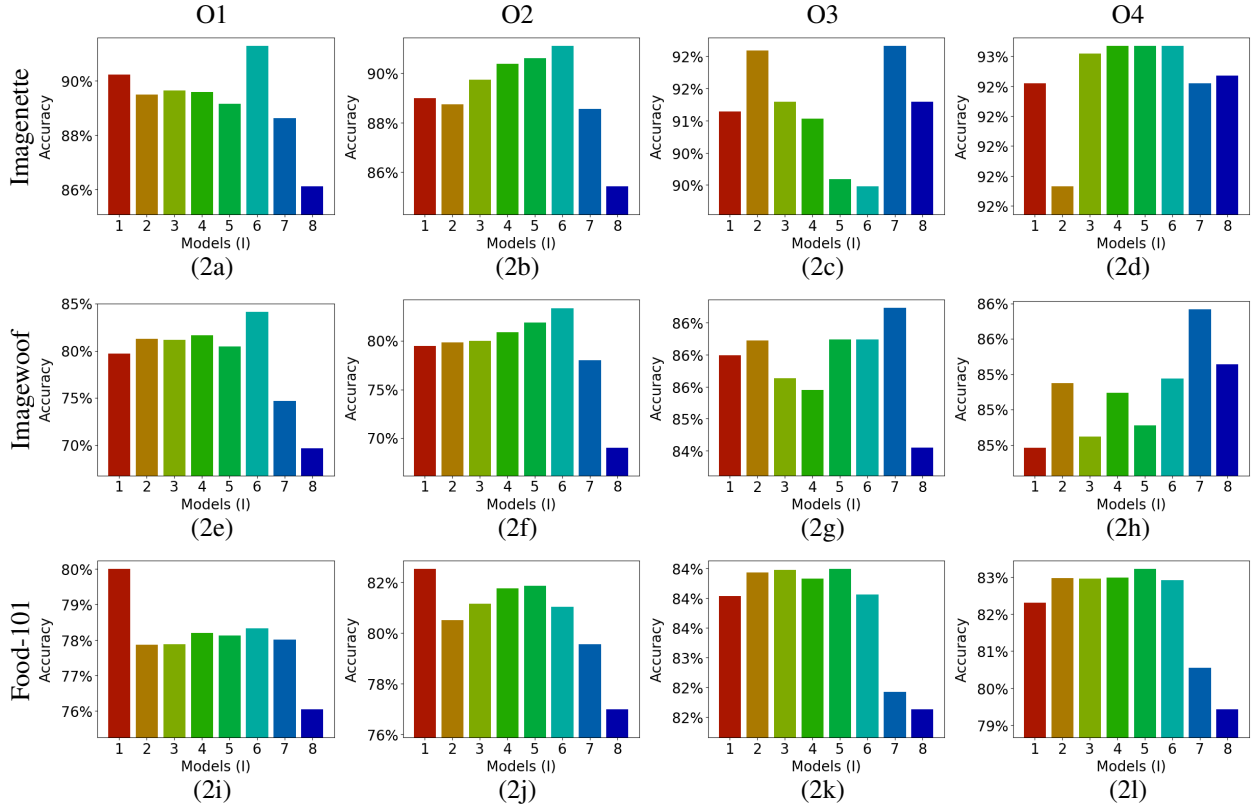 O1 O2 O3 O4
Imagenette
Accuracy
90%
88%
86%
1 2 3 4 5 6 7 8
Models (I)
(2a)
Accuracy
90%
88%
86%
1 2 3 4 5 6 7 8
Models (I)
(2b)
Accuracy
92%
92%
91%
90%
90%
1 2 3 4 5 6 7 8
Models (I)
(2c)
Accuracy
93%
92%
92%
92%
92%
92%
1 2 3 4 5 6 7 8
Models (I)
(2d)
Imagewoof
Accuracy
85%
80%
75%
70%
1 2 3 4 5 6 7 8
Models (I)
(2e)
Accuracy
80%
75%
70%
1 2 3 4 5 6 7 8
Models (I)
(2f)
Accuracy
86%
86%
86%
85%
84%
1 2 3 4 5 6 7 8
Models (I)
(2g)
Accuracy
86%
85%
85%
85%
85%
1 2 3 4 5 6 7 8
Models (I)
(2h)
Food-101
Accuracy
80%
79%
78%
77%
76%
1 2 3 4 5 6 7 8
Models (I)
(2i)
Accuracy
82%
80%
78%
76%
1 2 3 4 5 6 7 8
Models (I)
(2j)
Accuracy
84%
84%
84%
83%
82%
82%
1 2 3 4 5 6 7 8
Models (I)
(2k)
Accuracy
83%
82%
81%
80%
79%
1 2 3 4 5 6 7 8
Models (I)
(2l)